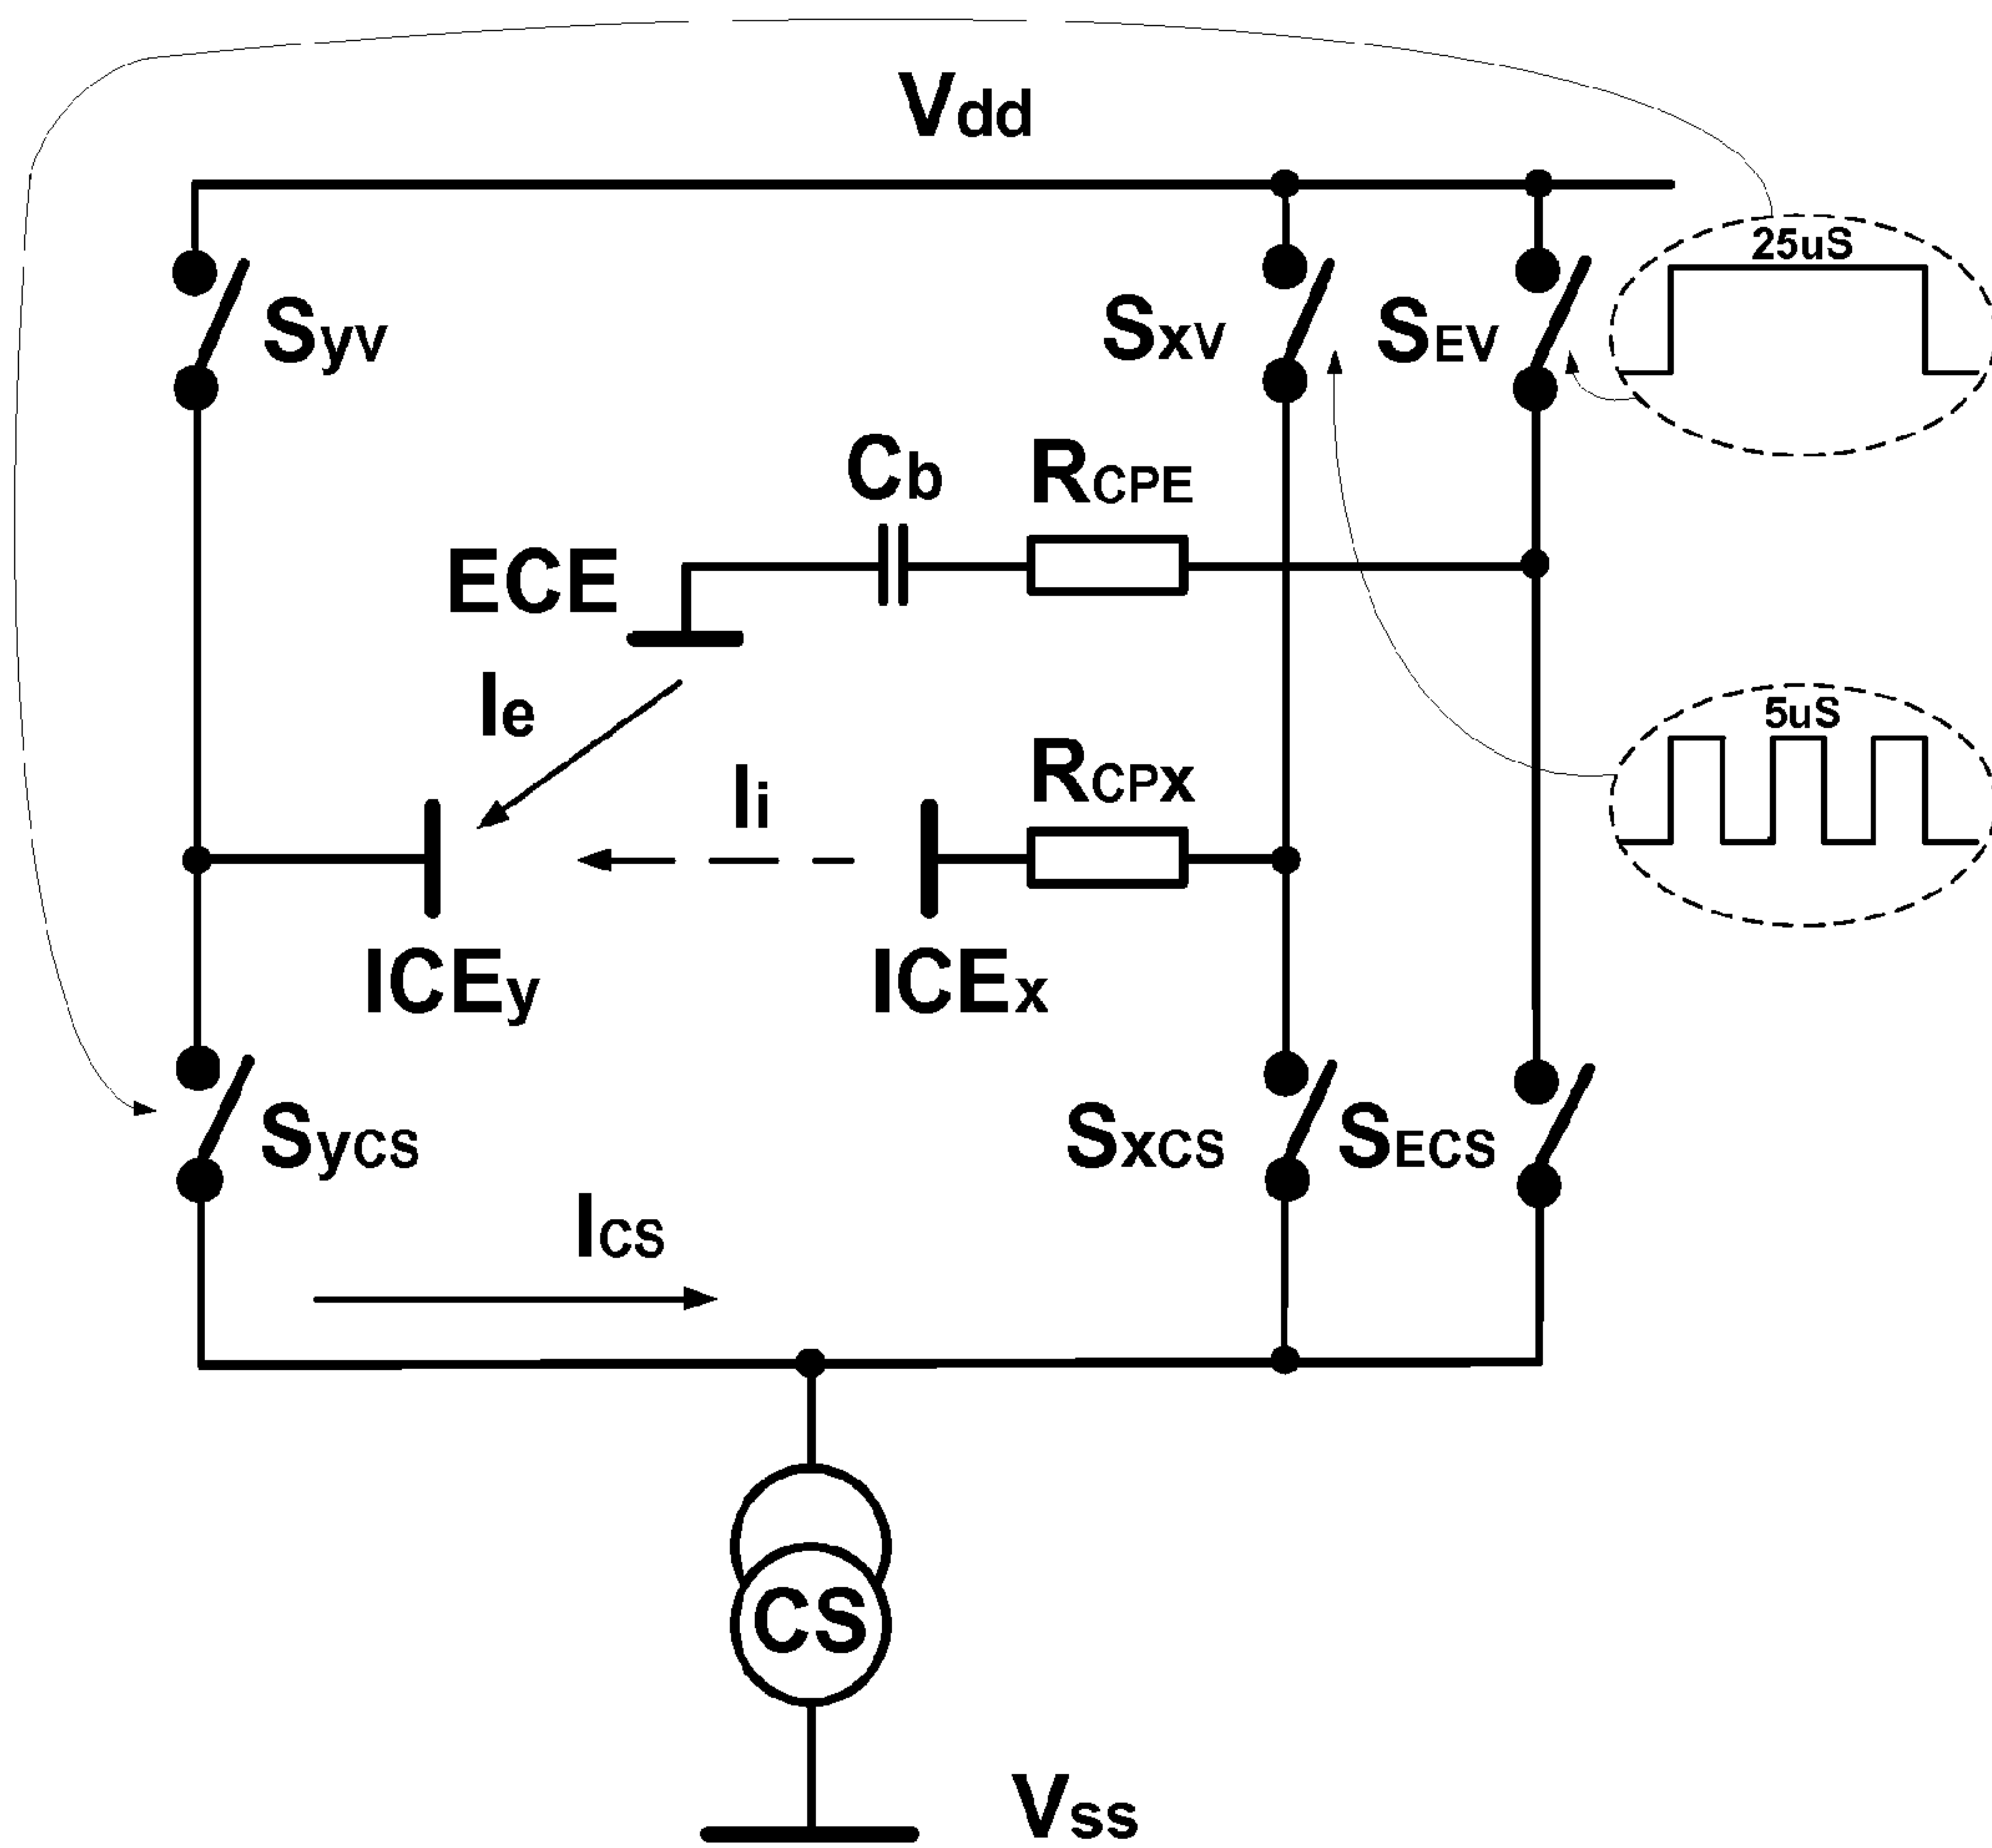 Vdd
25uS
Syv
Sxv
SEV
Cb
RCPE
ECE
Ie
5uS
Ii
RCPX
ICEy
ICEx
SyCS
SxCS
SECS
ICS
CS
Vss